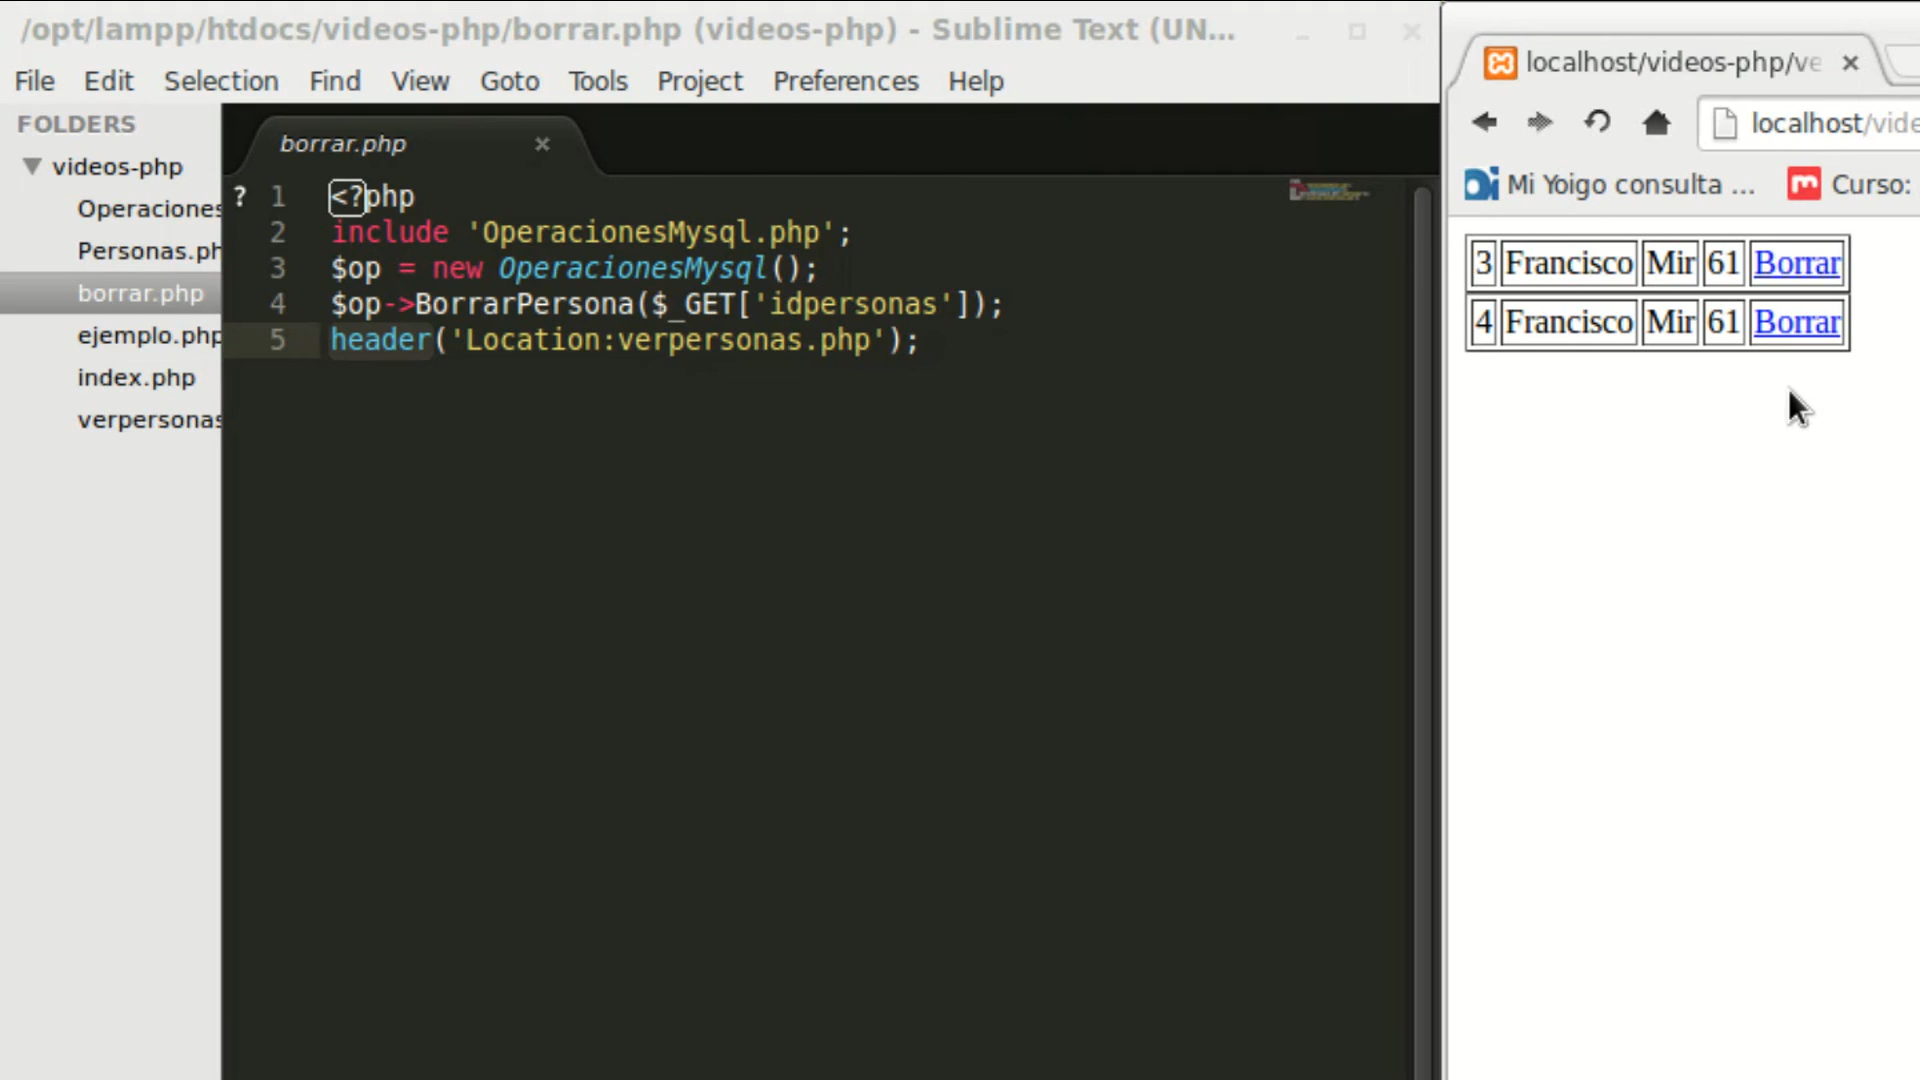 /opt/lampp/htdocs/videos-php/borrar.php (videos-php) - Sublime Text (UN...
File Edit Selection Find View Goto Tools Project Preferences Help
FOLDERS
videos-php
Operaciones
Personas.ph
borrar.php
ejemplo.php
index.php
verpersonas
borrar.php
? 1 <?php
2 include 'OperacionesMysql.php';
3 $op = new OperacionesMysql();
4 $op->BorrarPersona($_GET['idpersonas']);
5 header('Location:verpersonas.php');
localhost/videos-php/ve
localhost/vide
Mi Yoigo consulta ... Curso:
3 Francisco Mir 61 Borrar
4 Francisco Mir 61 Borrar